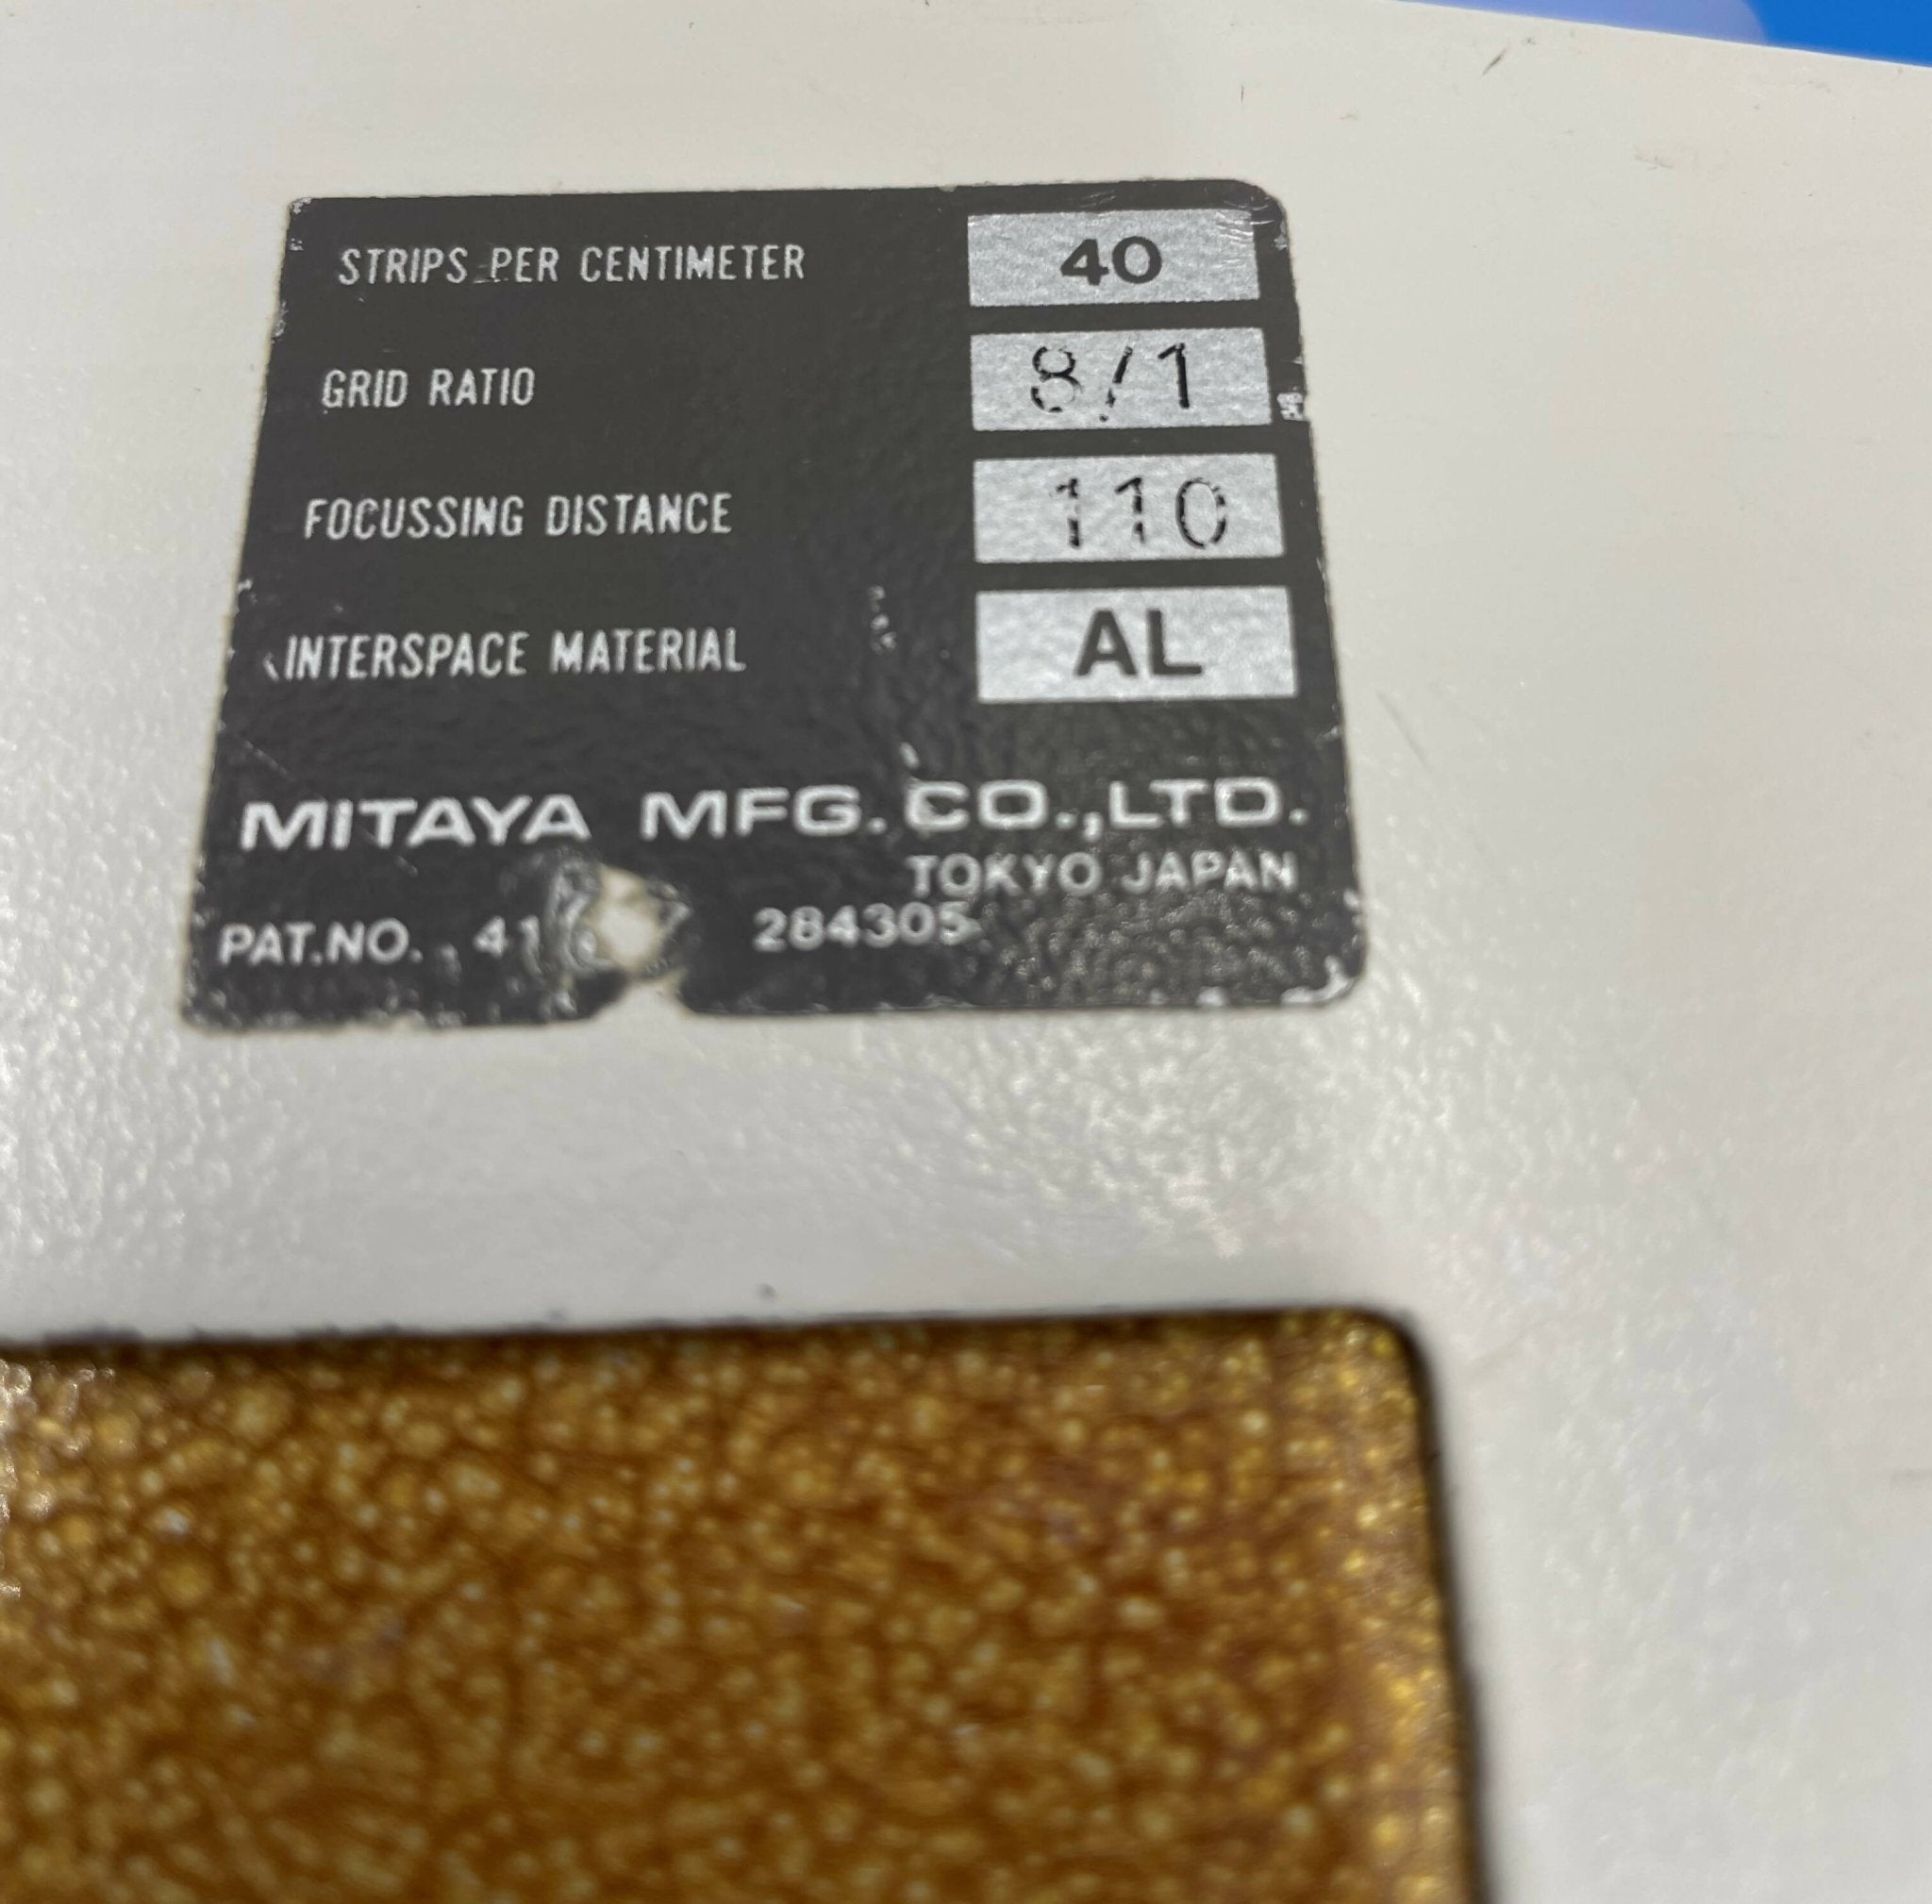 STRIPS PER CENTIMETER 40
GRID RATIO 8/1
FOCUSSING DISTANCE 110
INTERSPACE MATERIAL AL
MITAYA MFG. CO.,LTD.
TOKYO JAPAN
PAT.NO. 284305